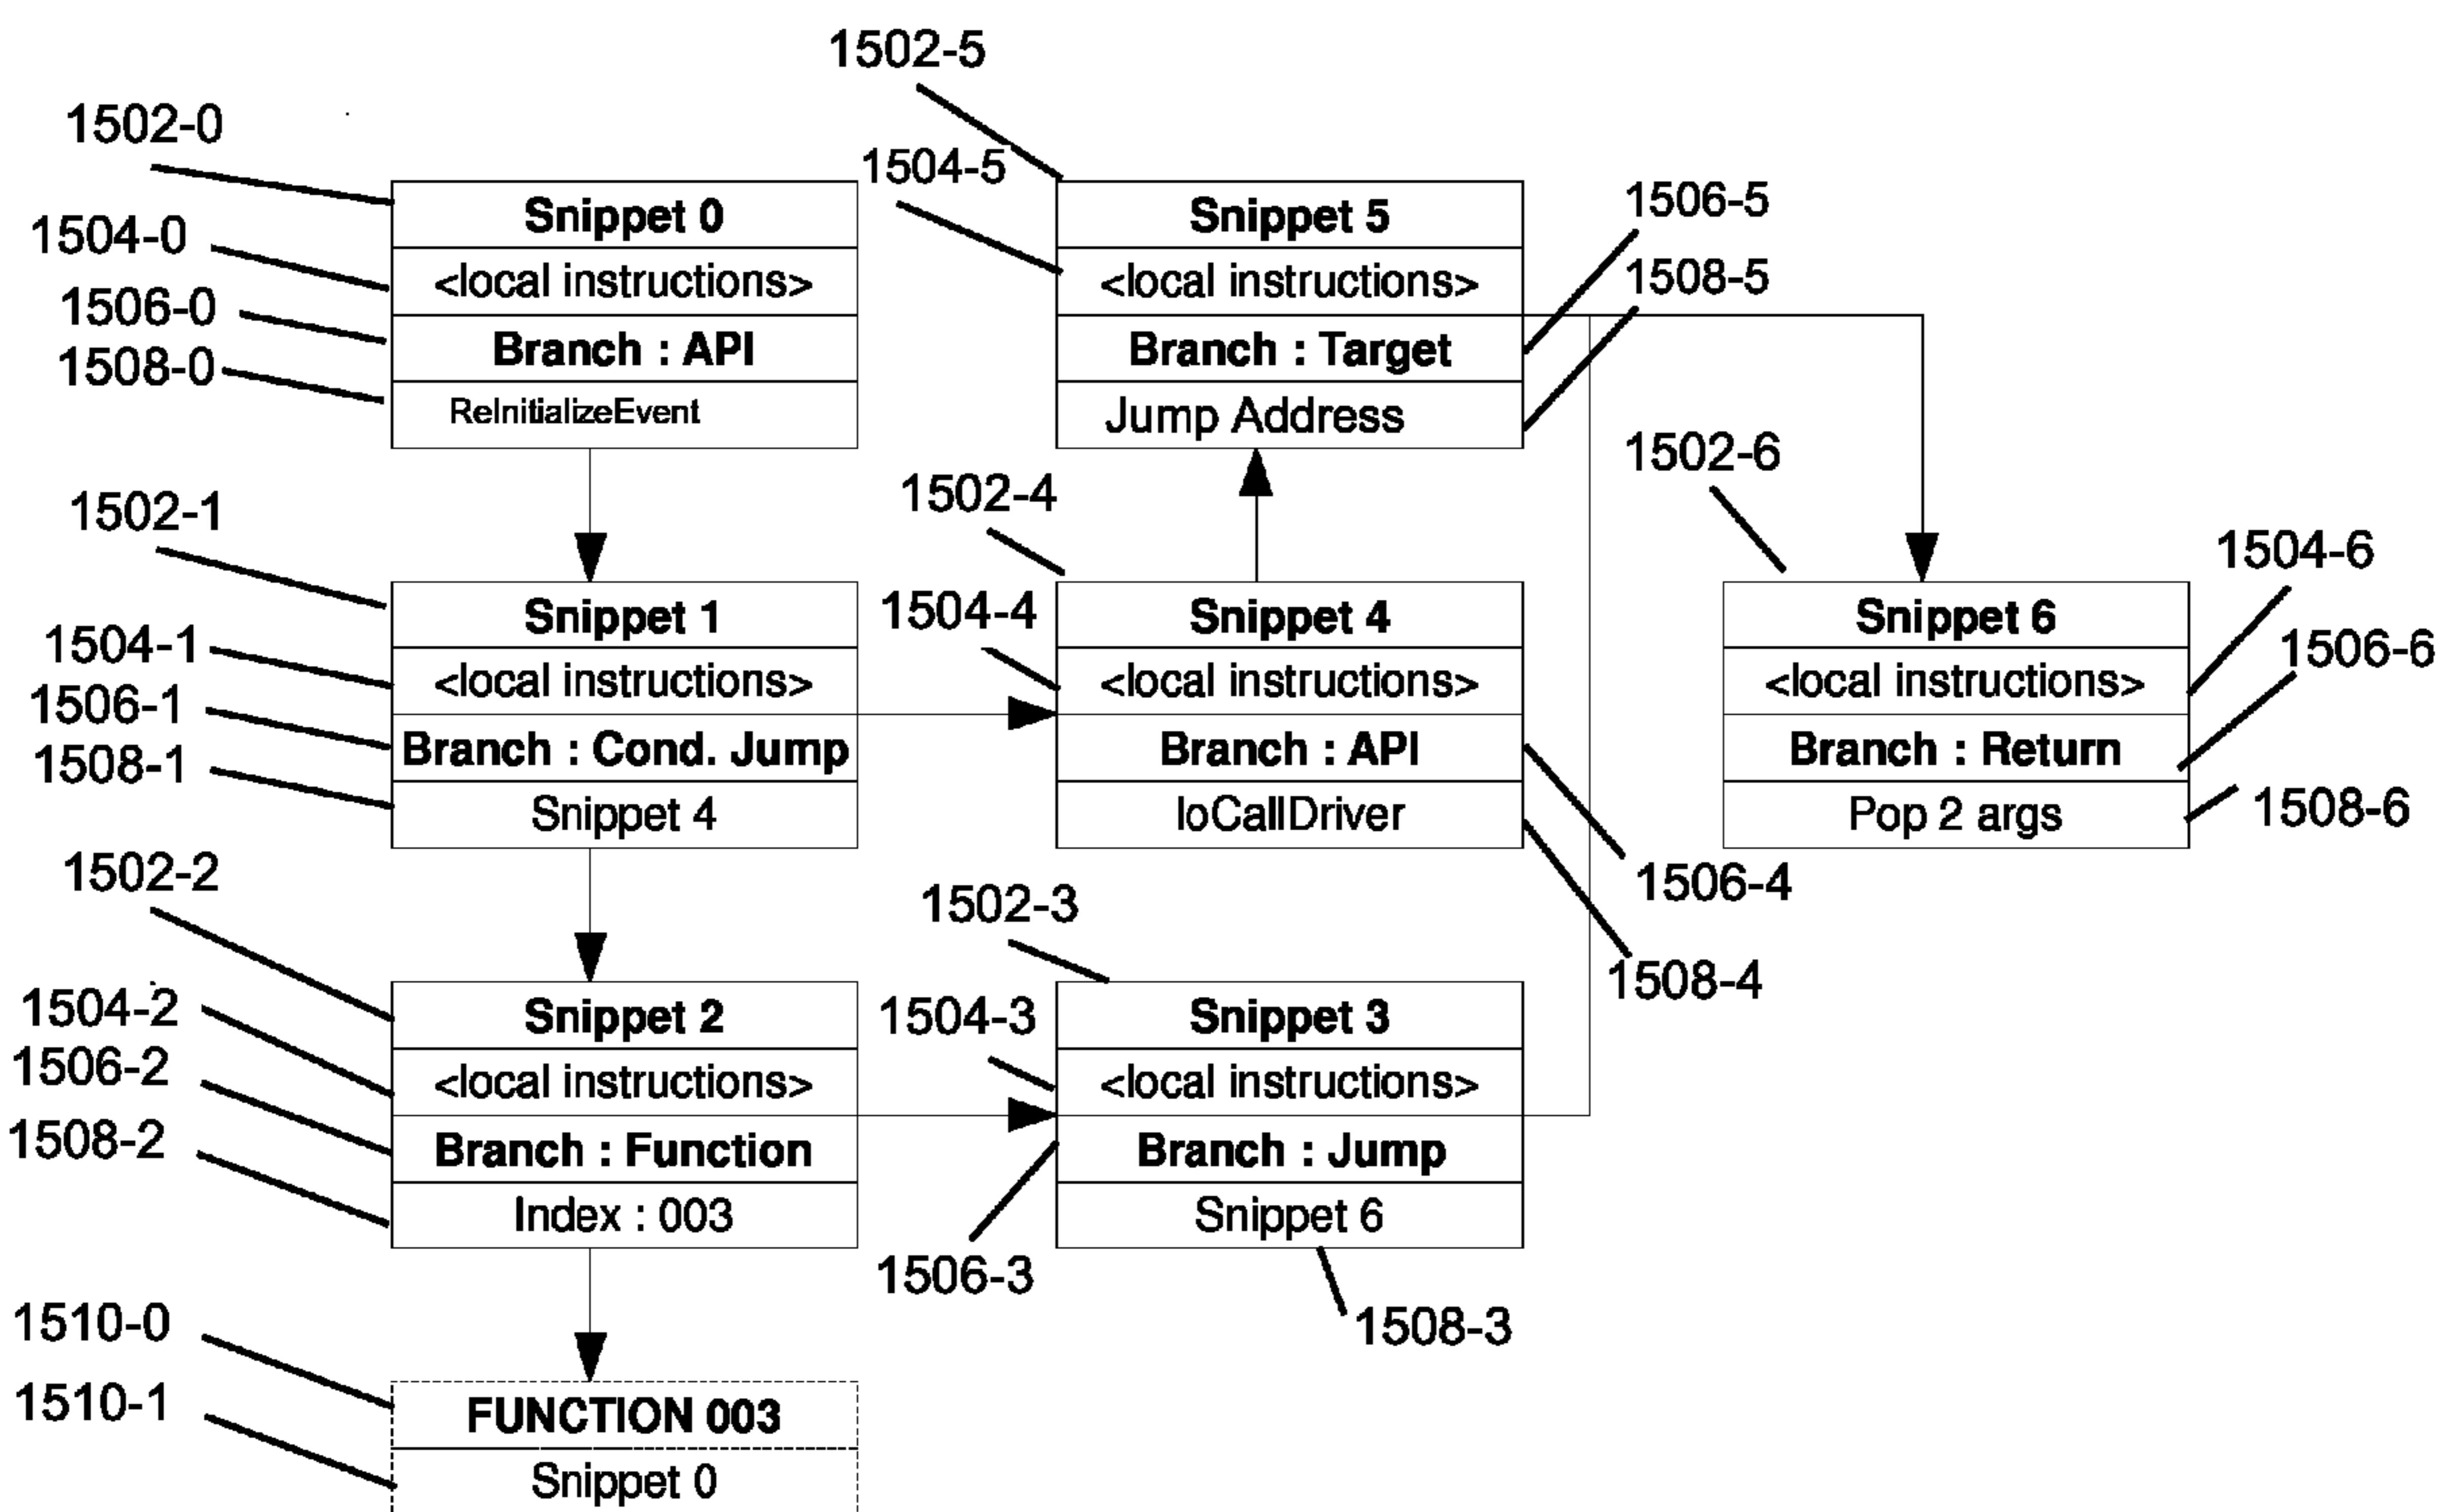 1502-5
1502-0
1504-5
Snippet 0
Snippet 5
1506-5
1504-0
<local instructions>
<local instructions>
1508-5
1506-0
Branch : API
Branch : Target
1508-0
ReInitializeEvent
Jump Address
1502-6
1502-1
1502-4
1504-6
Snippet 1
1504-4
Snippet 4
Snippet 6
1504-1
<local instructions>
<local instructions>
<local instructions>
1506-6
1506-1
Branch : Cond. Jump
Branch : API
Branch : Return
1508-1
Snippet 4
IoCallDriver
Pop 2 args
1508-6
1502-2
1506-4
1502-3
1508-4
1504-2
Snippet 2
1504-3
Snippet 3
1506-2
<local instructions>
<local instructions>
1508-2
Branch : Function
Branch : Jump
Index : 003
Snippet 6
1506-3
1510-0
1508-3
1510-1
FUNCTION 003
Snippet 0